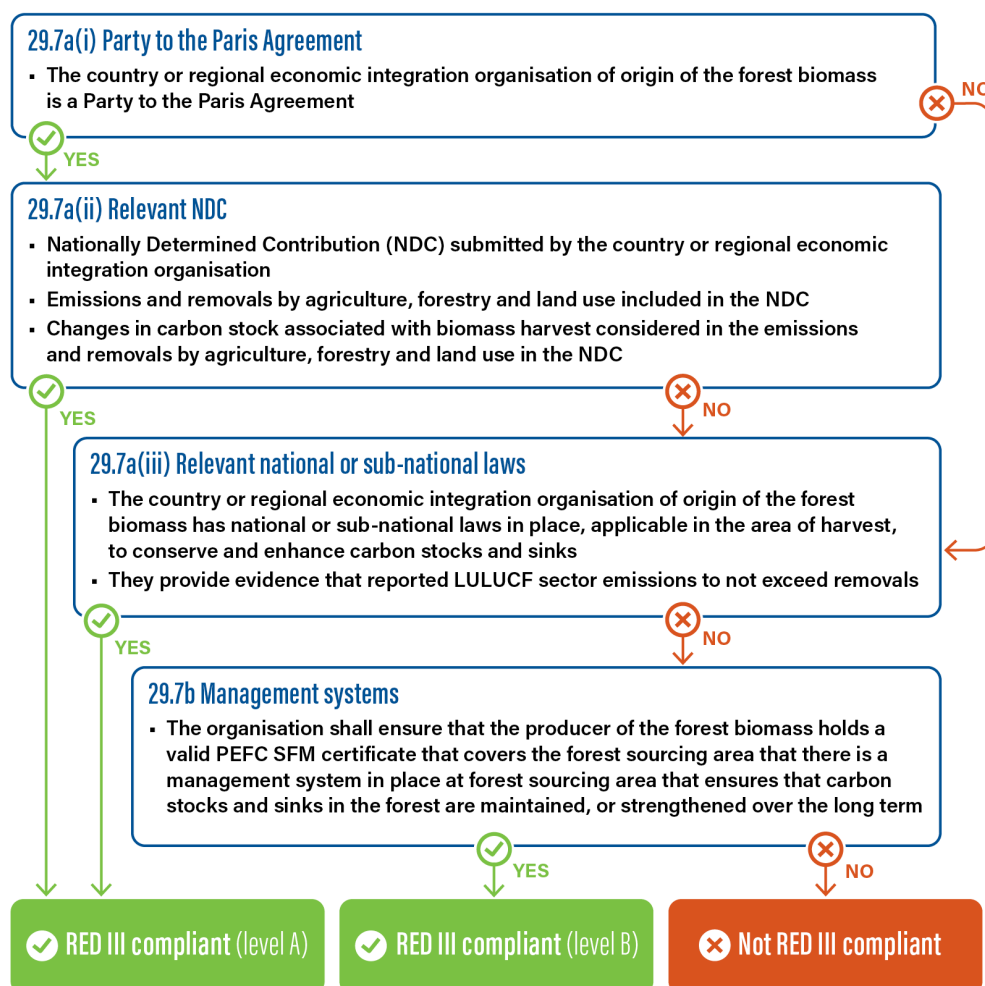 29.7a(i) Party to the Paris Agreement
▪ The country or regional economic integration organisation of origin of the forest biomass
is a Party to the Paris Agreement
NO
YES
29.7a(ii) Relevant NDC
▪ Nationally Determined Contribution (NDC) submitted by the country or regional economic
integration organisation
▪ Emissions and removals by agriculture, forestry and land use included in the NDC
▪ Changes in carbon stock associated with biomass harvest considered in the emissions
and removals by agriculture, forestry and land use in the NDC
YES
NO
29.7a(iii) Relevant national or sub-national laws
▪ The country or regional economic integration organisation of origin of the forest
biomass has national or sub-national laws in place, applicable in the area of harvest,
to conserve and enhance carbon stocks and sinks
▪ They provide evidence that reported LULUCF sector emissions to not exceed removals
YES
NO
29.7b Management systems
▪ The organisation shall ensure that the producer of the forest biomass holds a
valid PEFC SFM certificate that covers the forest sourcing area that there is a
management system in place at forest sourcing area that ensures that carbon
stocks and sinks in the forest are maintained, or strengthened over the long term
YES
NO
RED III compliant (level A)
RED III compliant (level B)
Not RED III compliant